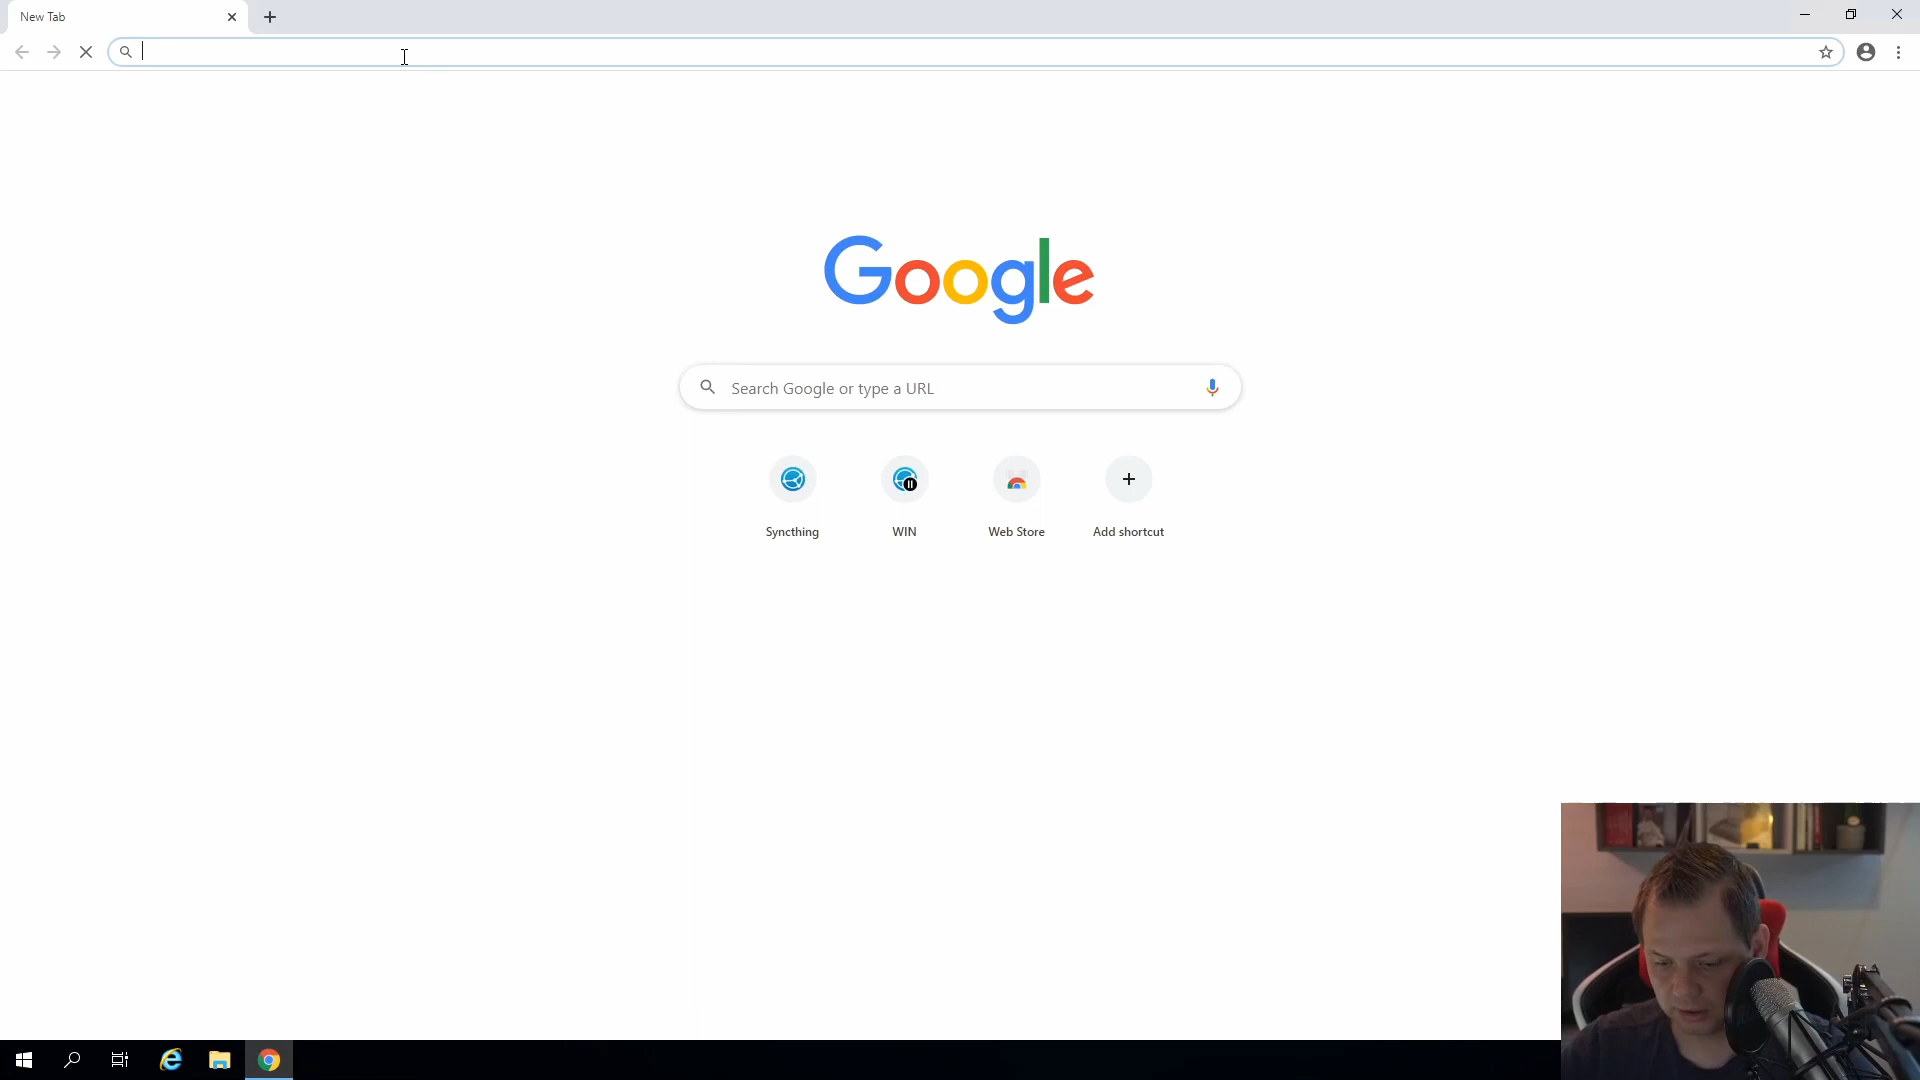 New Tab
Google
Search Google or type a URL
Syncthing
WIN
Web Store
Add shortcut